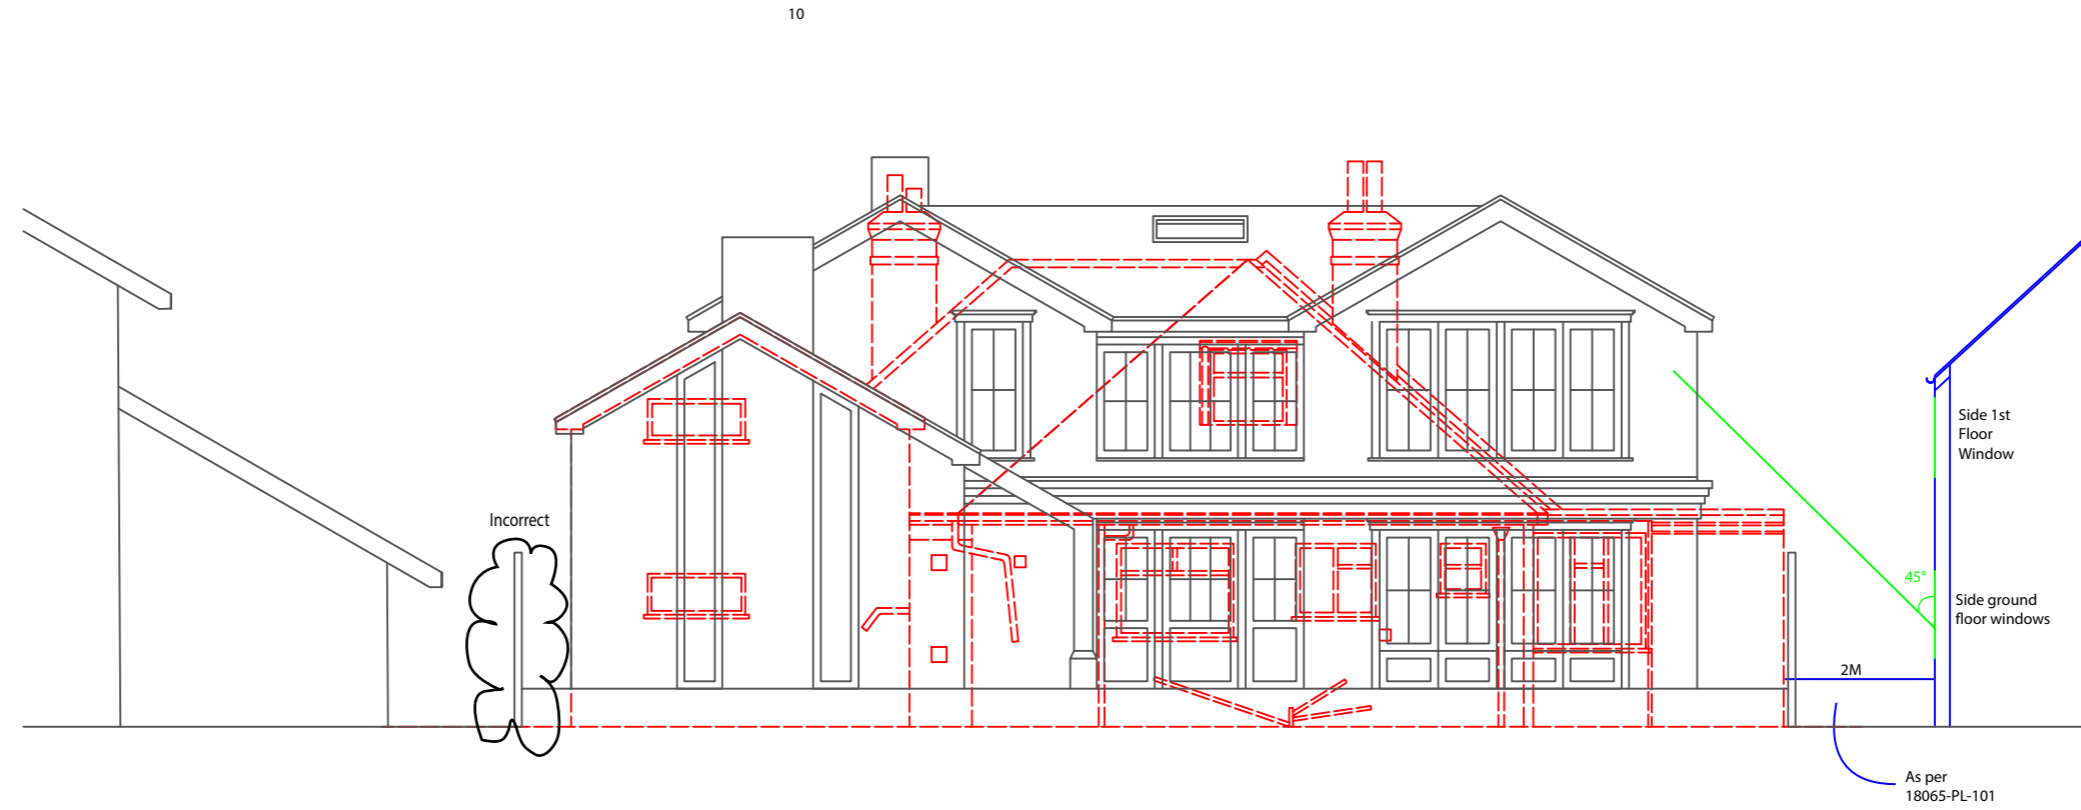 10
Incorrect
Side 1st
Floor
Window
45°
Side ground
floor windows
2M
As per
18065-PL-101